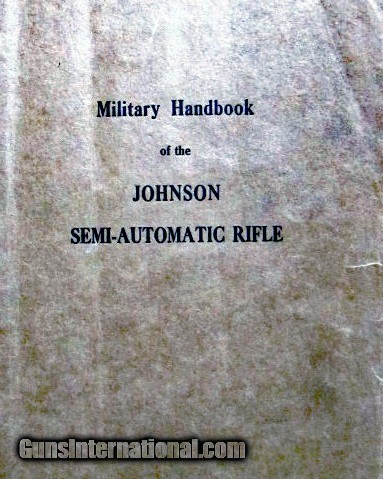 Military Handbook
of the
JOHNSON
SEMI-AUTOMATIC RIFLE
GunsInternational.com